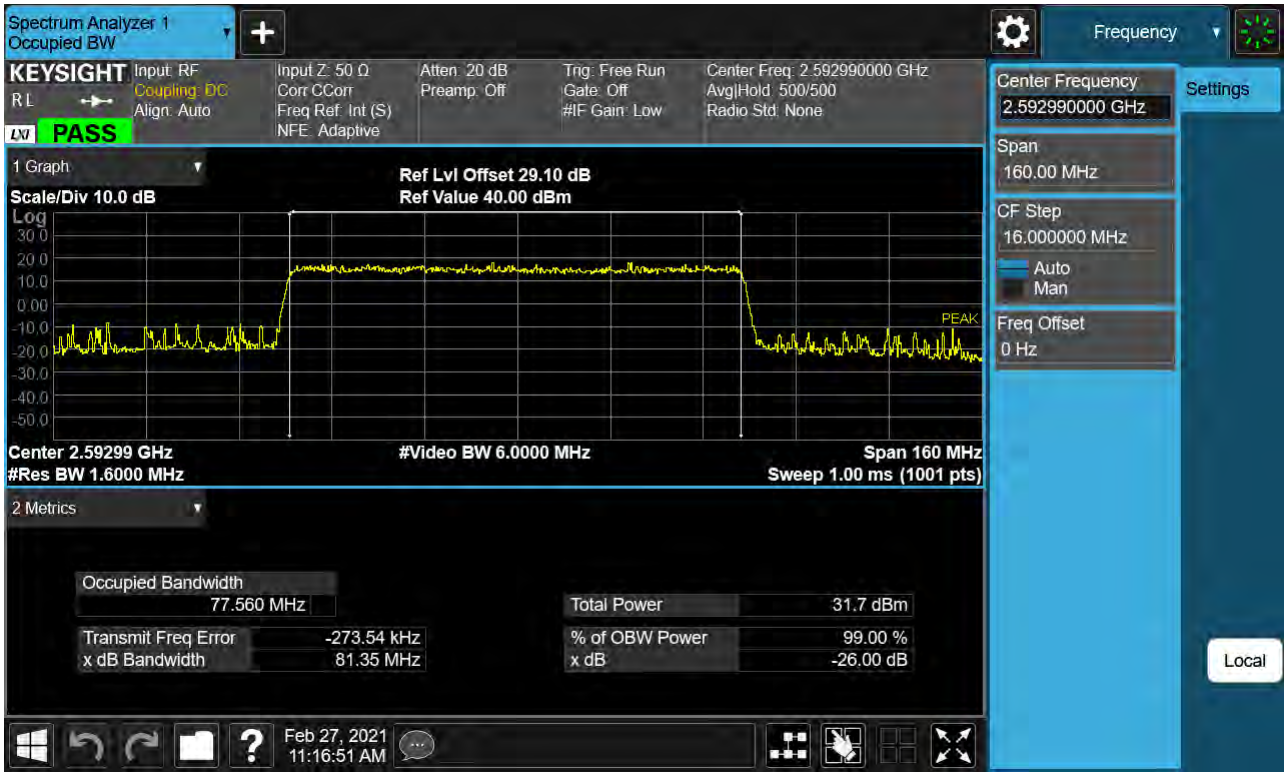 Spectrum Analyzer 1
Occupied BW
+
Frequency
KEYSIGHT
RL
LXI
PASS
Input: RF
Coupling: DC
Align: Auto
Input Z: 50 Ω
Corr CCorr
Freq Ref: Int (S)
NFE: Adaptive
Atten: 20 dB
Preamp: Off
Trig: Free Run
Gate: Off
#IF Gain: Low
Center Freq: 2.592990000 GHz
Avg|Hold: 500/500
Radio Std: None
Center Frequency
2.592990000 GHz
Settings
Span
160.00 MHz
CF Step
16.000000 MHz
Auto
Man
Freq Offset
0 Hz
Local
1 Graph
Scale/Div 10.0 dB
Ref Lvl Offset 29.10 dB
Ref Value 40.00 dBm
Log
30.0
20.0
10.0
0.00
-10.0
-20.0
-30.0
-40.0
-50.0
PEAK
Center 2.59299 GHz
#Video BW 6.0000 MHz
Span 160 MHz
#Res BW 1.6000 MHz
Sweep 1.00 ms (1001 pts)
2 Metrics
Occupied Bandwidth
77.560 MHz
Total Power 31.7 dBm
Transmit Freq Error -273.54 kHz
% of OBW Power 99.00 %
x dB Bandwidth 81.35 MHz
x dB -26.00 dB
?
Feb 27, 2021
11:16:51 AM